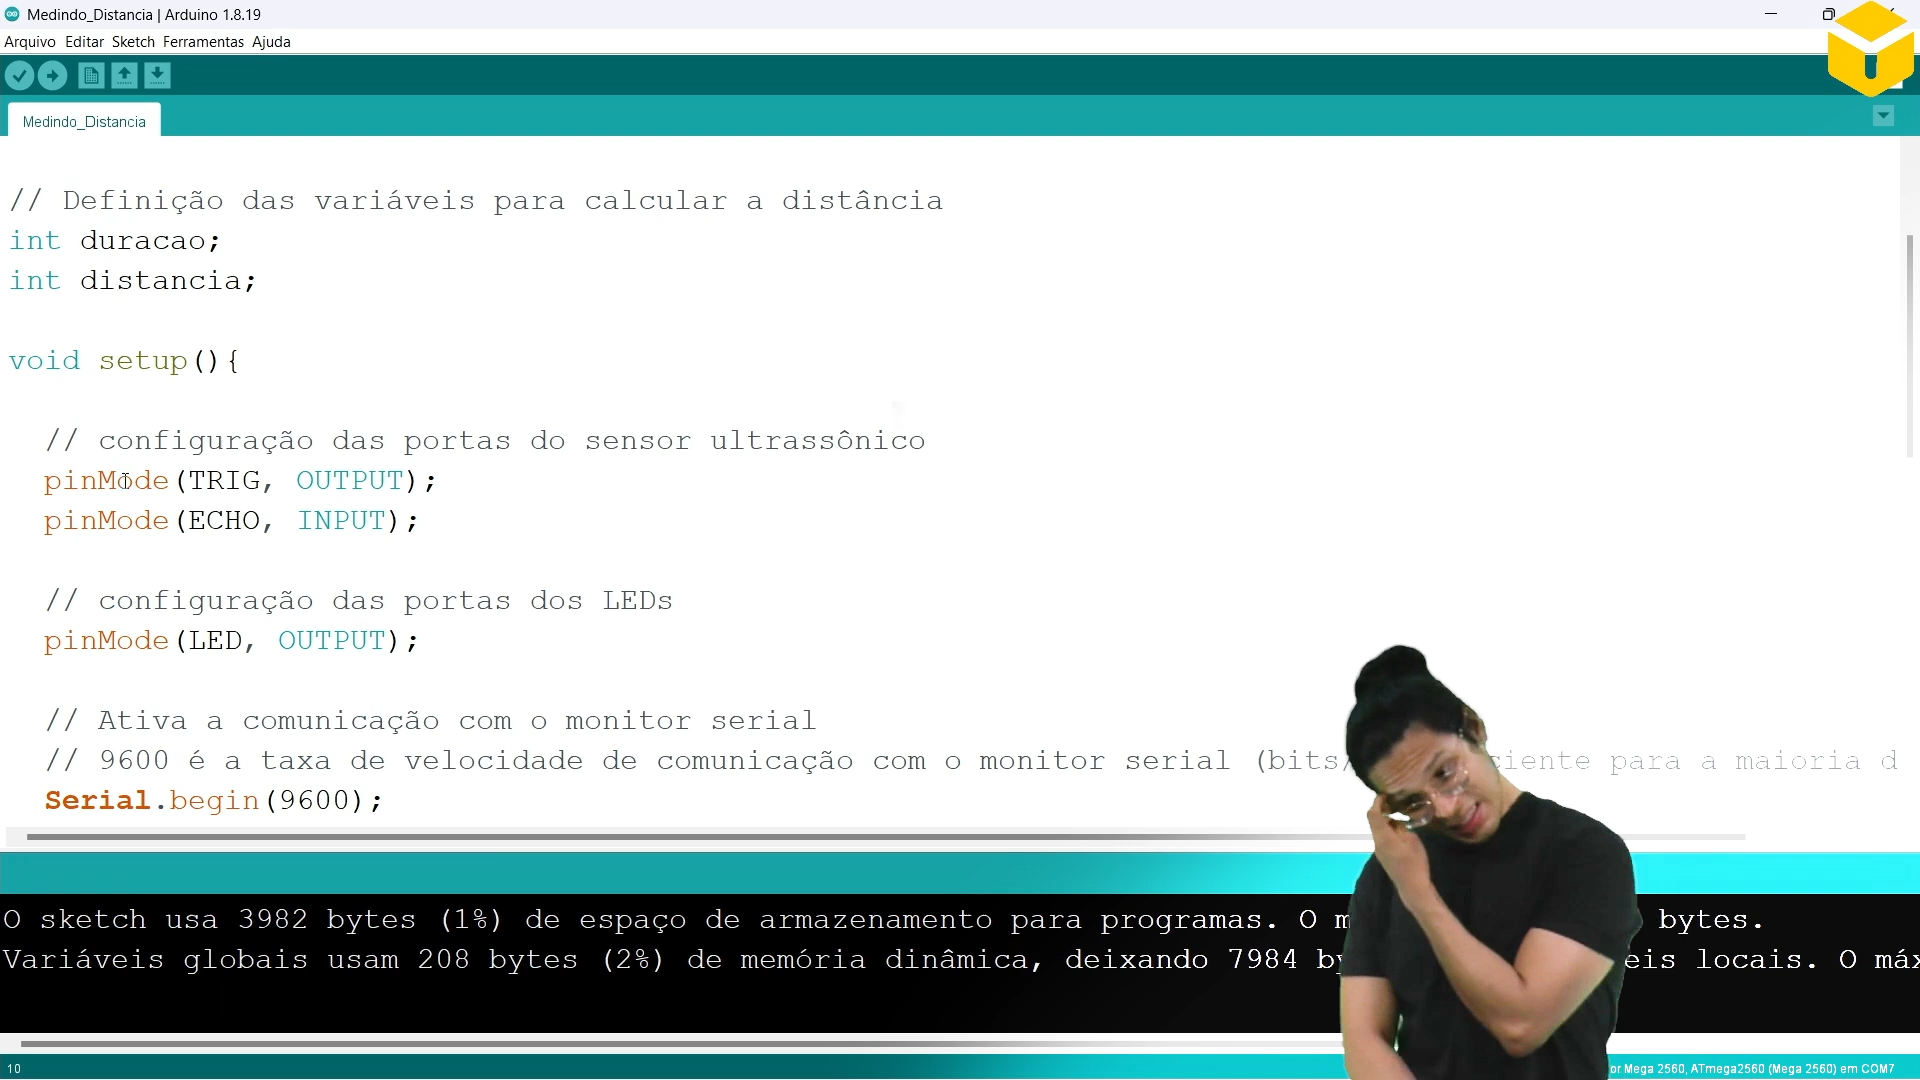 Medindo_Distancia | Arduino 1.8.19
Arquivo Editar Sketch Ferramentas Ajuda
Medindo_Distancia
// Definição das variáveis para calcular a distância
int duracao;
int distancia;
void setup(){
// configuração das portas do sensor ultrassônico
pinMode(TRIG, OUTPUT);
pinMode(ECHO, INPUT);
// configuração das portas dos LEDs
pinMode(LED, OUTPUT);
// Ativa a comunicação com o monitor serial
// 9600 é a taxa de velocidade de comunicação com o monitor serial (bits/ ciente para a maioria d
Serial.begin(9600);
O sketch usa 3982 bytes (1%) de espaço de armazenamento para programas. O m bytes.
Variáveis globais usam 208 bytes (2%) de memória dinâmica, deixando 7984 by eis locais. O máx
10
or Mega 2560, ATmega2560 (Mega 2560) em COM7